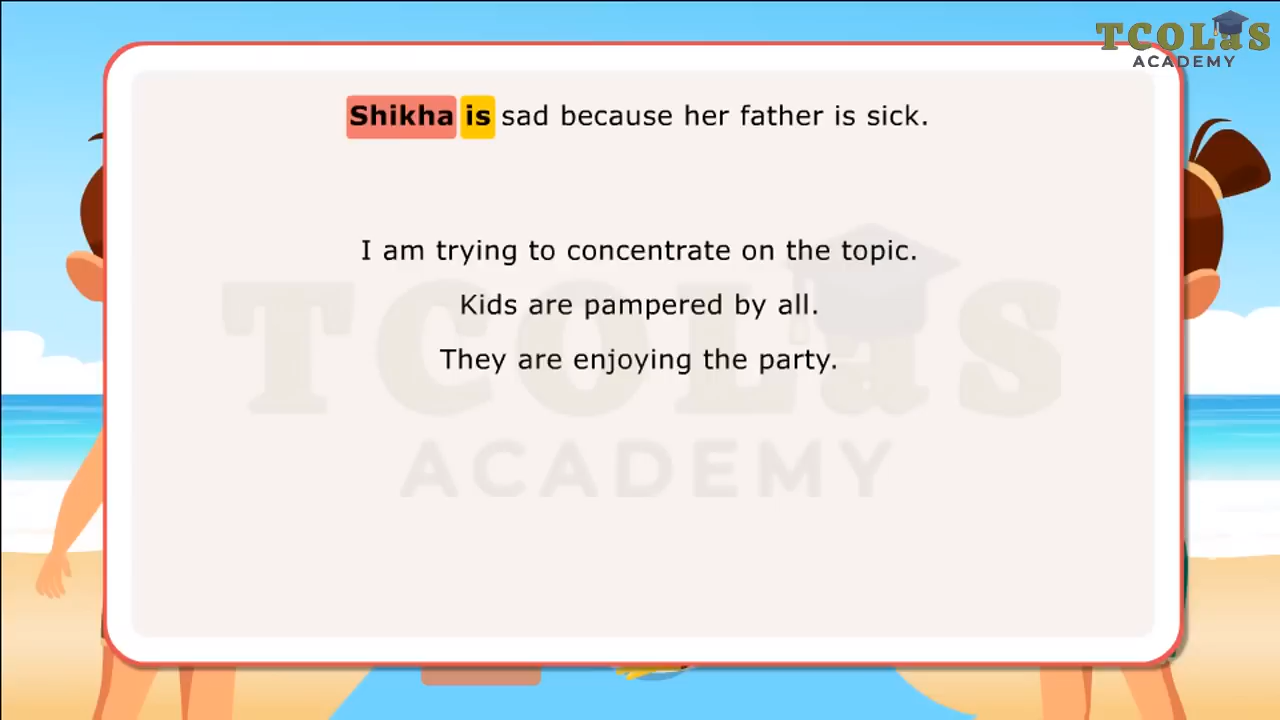 TCOLaS
ACADEMY
Shikha is sad because her father is sick.
I am trying to concentrate on the topic.
Kids are pampered by all.
They are enjoying the party.
TCOLaS
ACADEMY